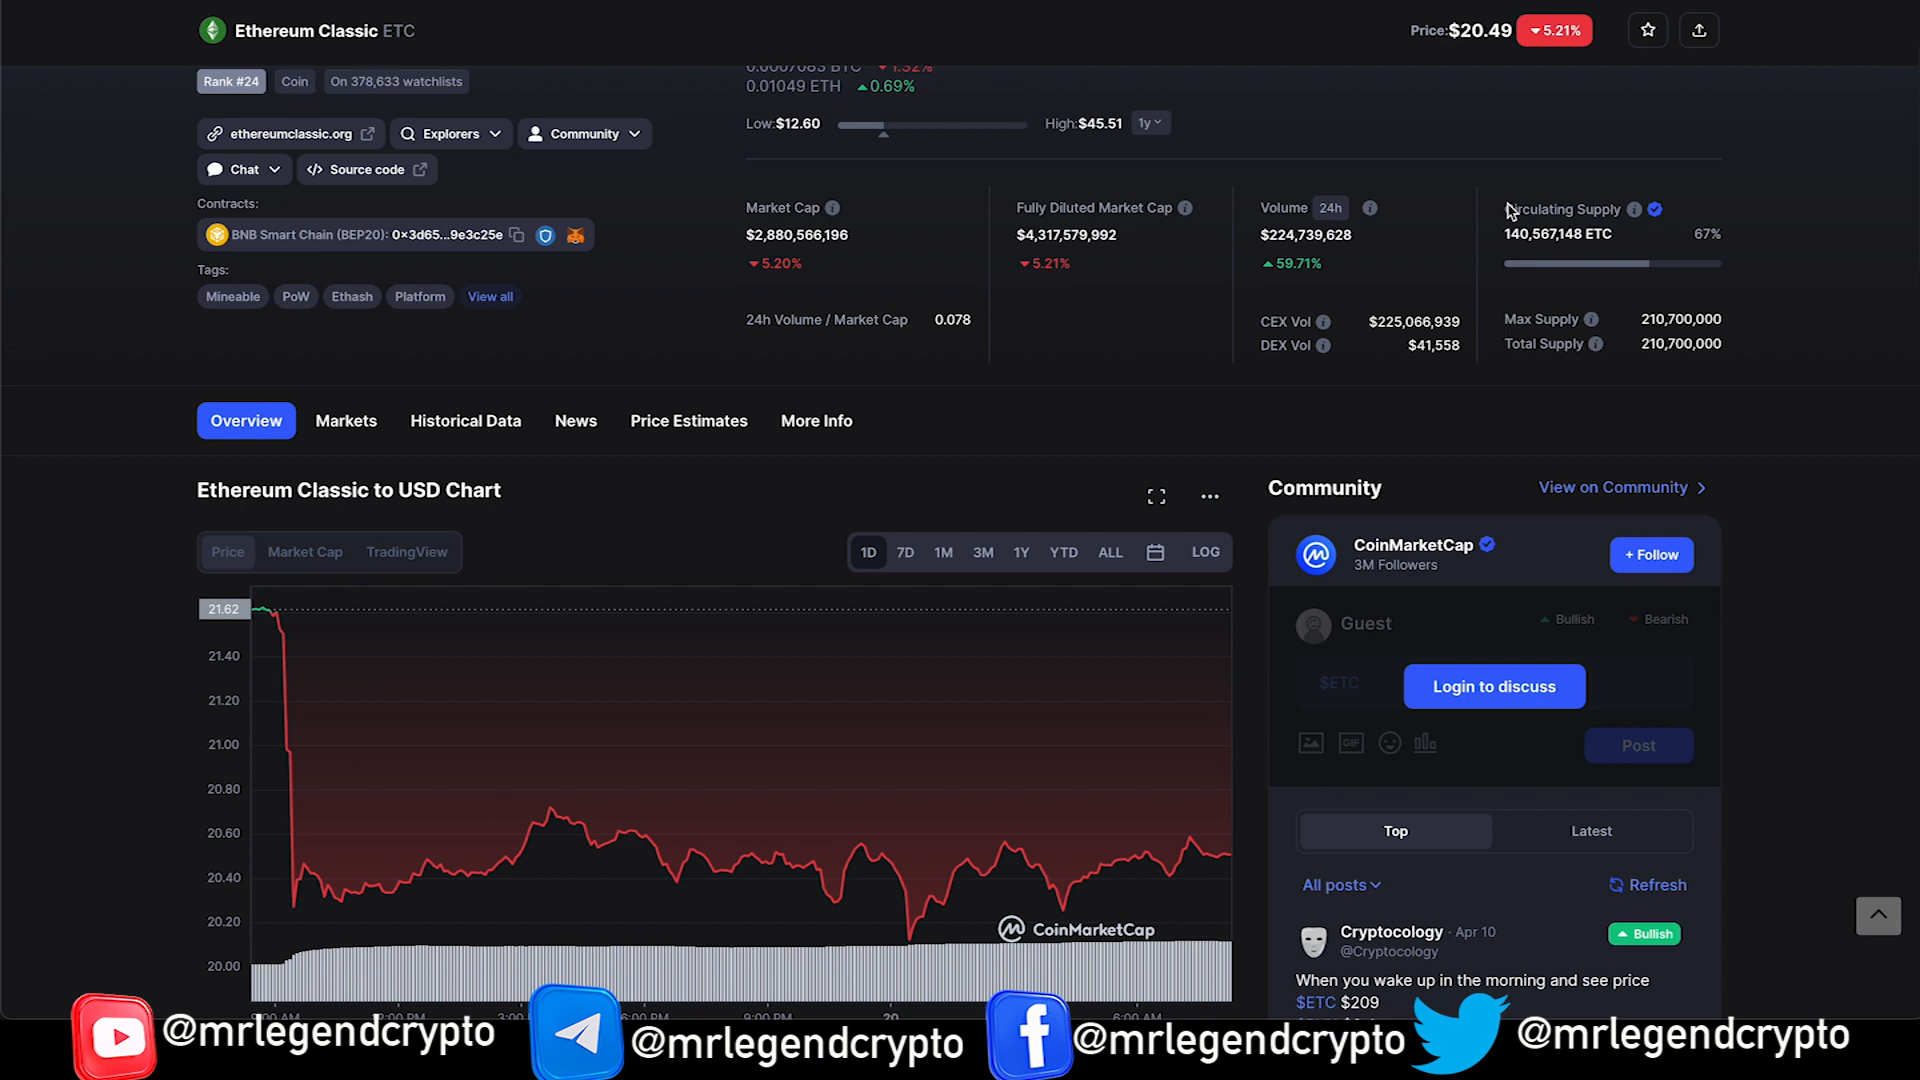 Ethereum Classic ETC
Price:$20.49
5.21%
Rank #24
Coin
On 378,633 watchlists
0.0007083 BTC 1.32%
0.01049 ETH 0.69%
ethereumclassic.org
Explorers
Community
Low:$12.60
High:$45.51
1y
Chat
Source code
Contracts:
BNB Smart Chain (BEP20): 0x3d65...9e3c25e
Tags:
Mineable
PoW
Ethash
Platform
View all
Market Cap
$2,880,566,196
5.20%
24h Volume / Market Cap 0.078
Fully Diluted Market Cap
$4,317,579,992
5.21%
Volume 24h
$224,739,628
59.71%
CEX Vol $225,066,939
DEX Vol $41,558
Circulating Supply
140,567,148 ETC 67%
Max Supply 210,700,000
Total Supply 210,700,000
Overview
Markets
Historical Data
News
Price Estimates
More Info
Ethereum Classic to USD Chart
Price
Market Cap
TradingView
1D
7D
1M
3M
1Y
YTD
ALL
LOG
21.62
21.40
21.20
21.00
20.80
20.60
20.40
20.20
20.00
CoinMarketCap
Community
View on Community
CoinMarketCap
3M Followers
+ Follow
Guest
Bullish
Bearish
$ETC
Login to discuss
GIF
Post
Top
Latest
All posts
Refresh
Cryptocology · Apr 10
@Cryptocology
Bullish
When you wake up in the morning and see price
$ETC $209
@mrlegendcrypto
@mrlegendcrypto
@mrlegendcrypto
@mrlegendcrypto